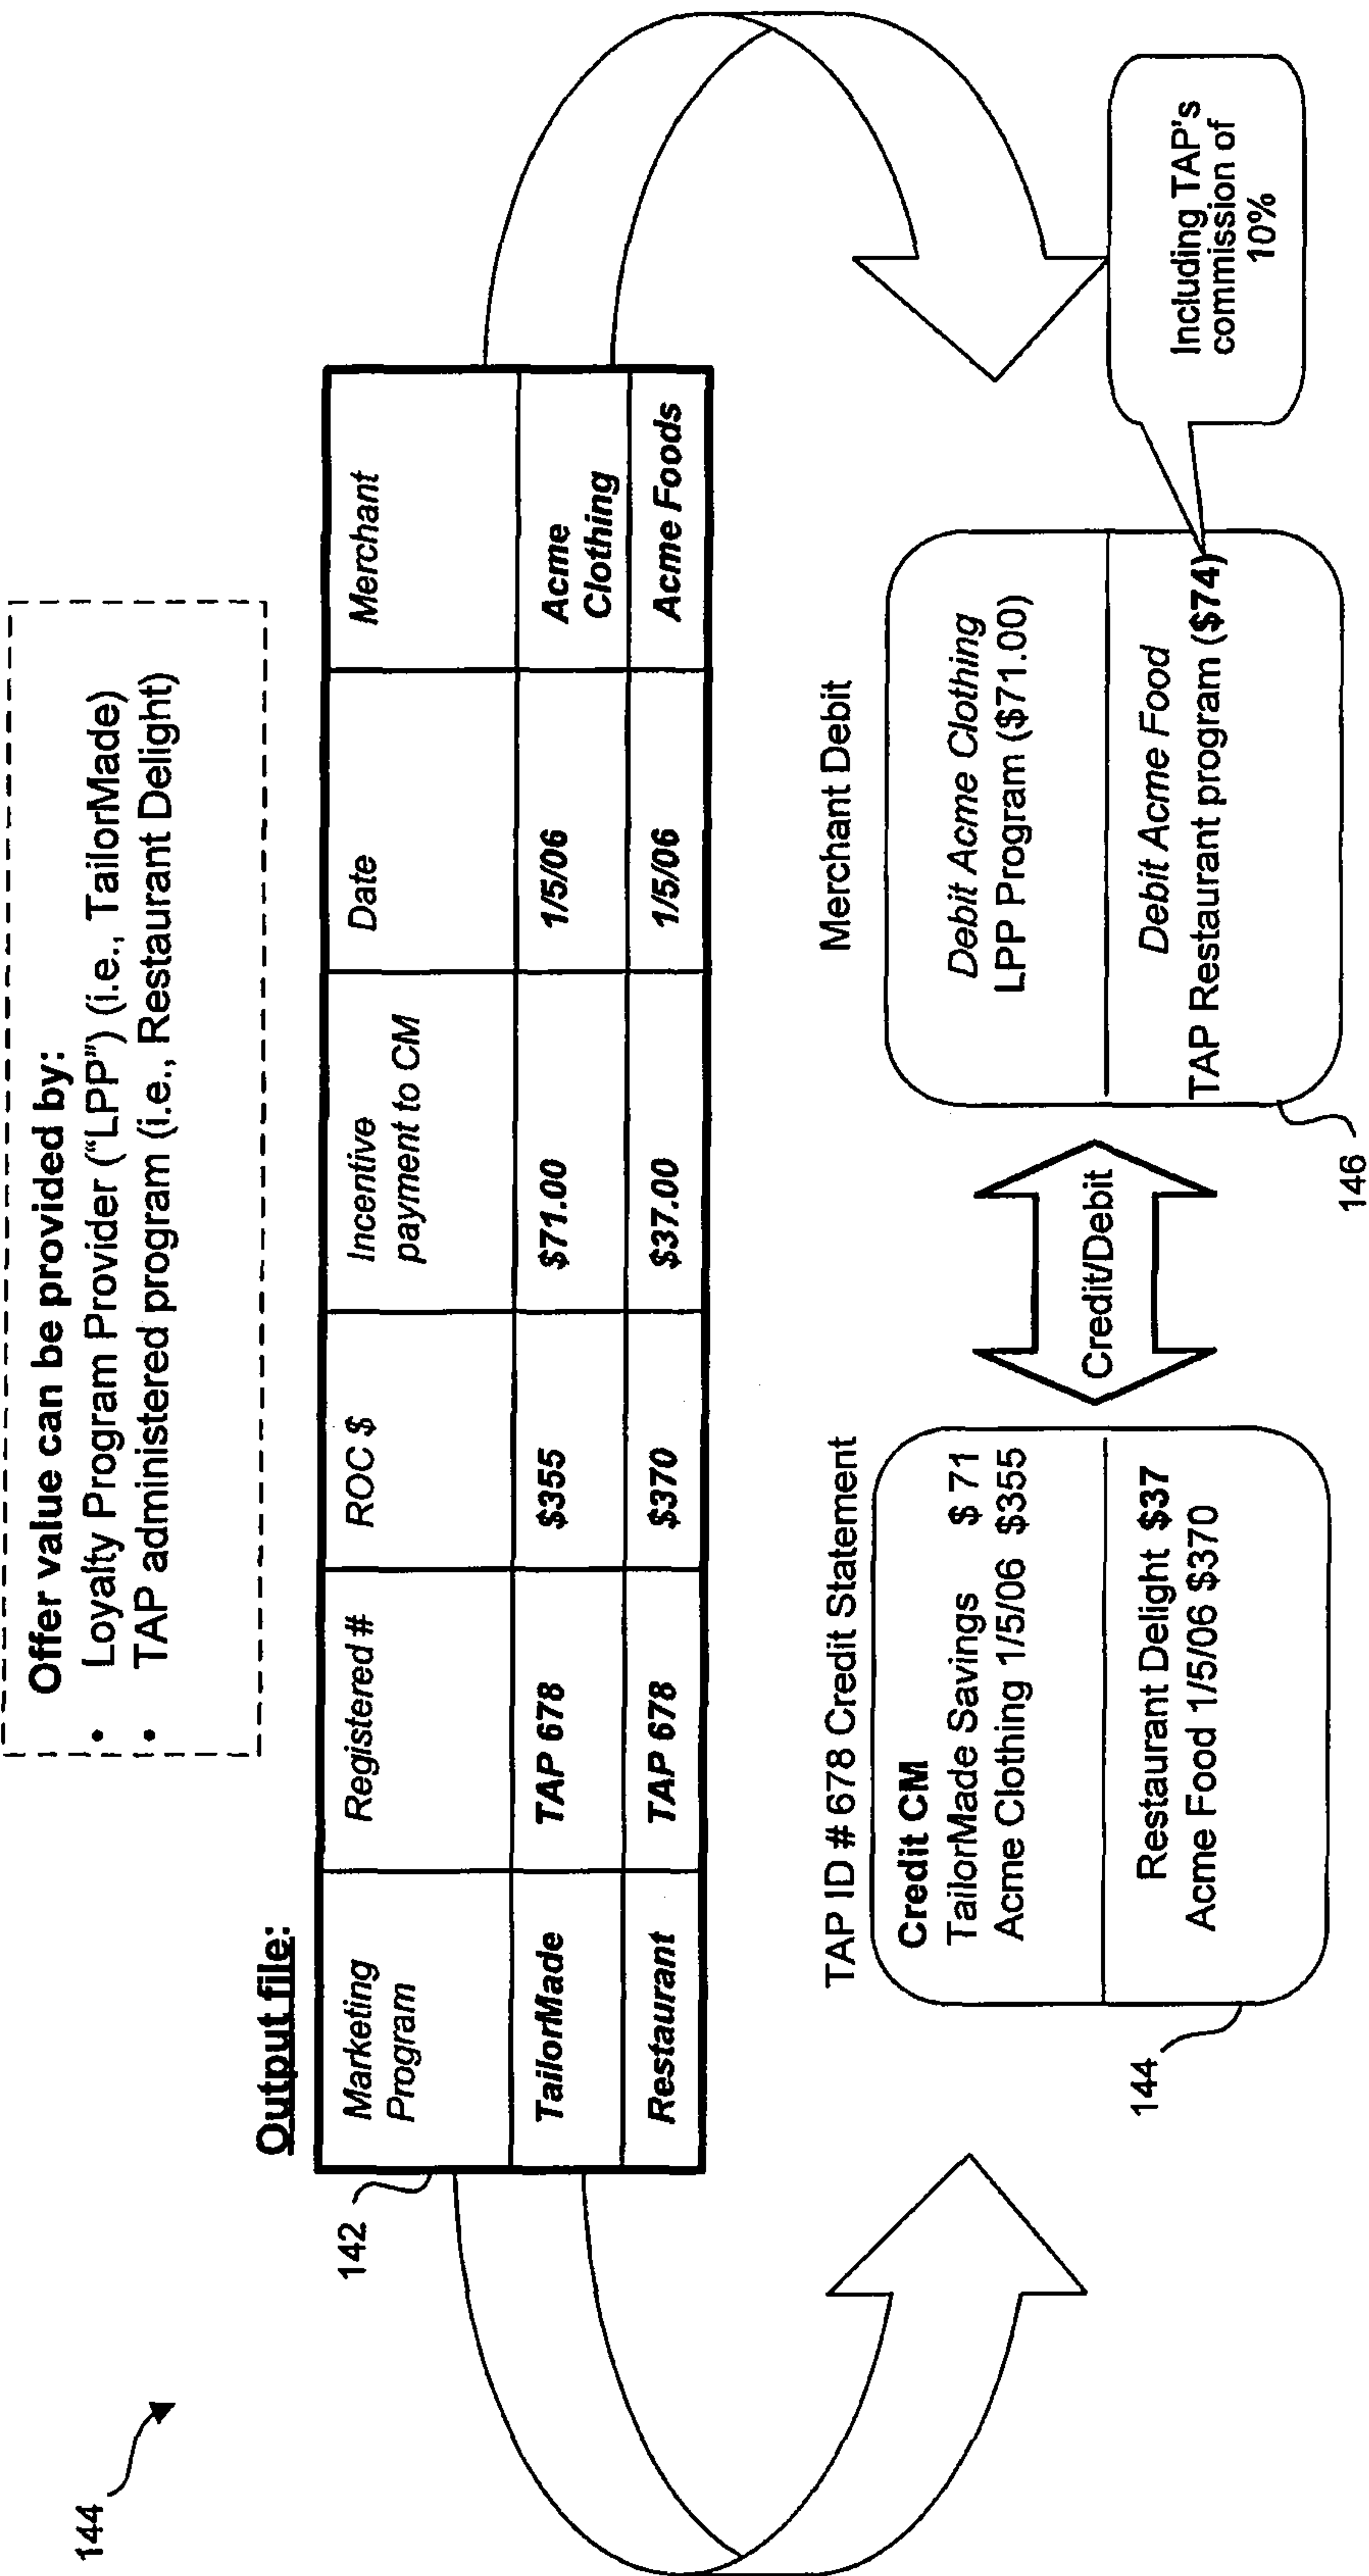 144
Offer value can be provided by:
• Loyalty Program Provider ("LPP") (i.e., TailorMade)
• TAP administered program (i.e., Restaurant Delight)
Output file:
142
Marketing Program Registered # ROC $ Incentive payment to CM Date Merchant
TailorMade TAP 678 $355 $71.00 1/5/06 Acme Clothing
Restaurant TAP 678 $370 $37.00 1/5/06 Acme Foods
TAP ID # 678 Credit Statement
Credit CM
TailorMade Savings $ 71
Acme Clothing 1/5/06 $355
Restaurant Delight $37
Acme Food 1/5/06 $370
144
Credit/Debit
Merchant Debit
Debit Acme Clothing
LPP Program ($71.00)
Debit Acme Food
TAP Restaurant program ($74)
146
Including TAP's
commission of
10%